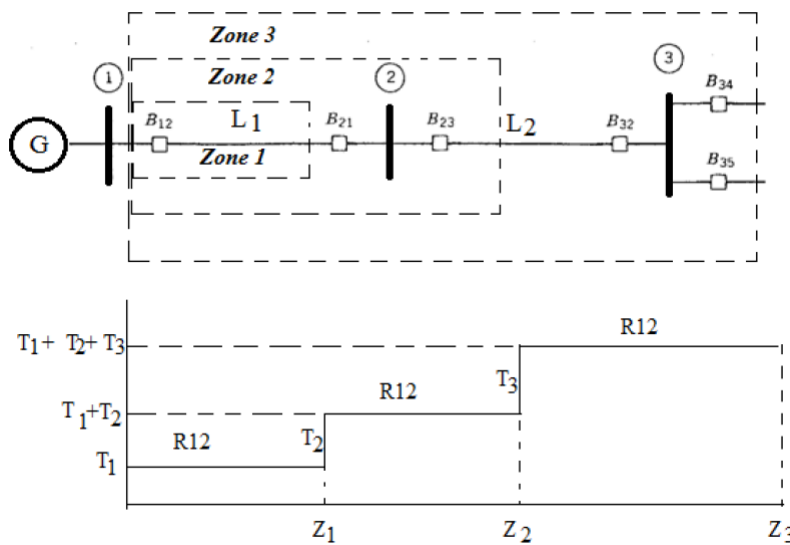 Zone 3
Zone 2
1 2 3
B34
B12 L1 B21 B23 L2 B32
G
Zone 1
B35
T1+ T2+T3 R12
T3
T1+T2 R12
R12 T2
T1
Z1 Z2 Z3